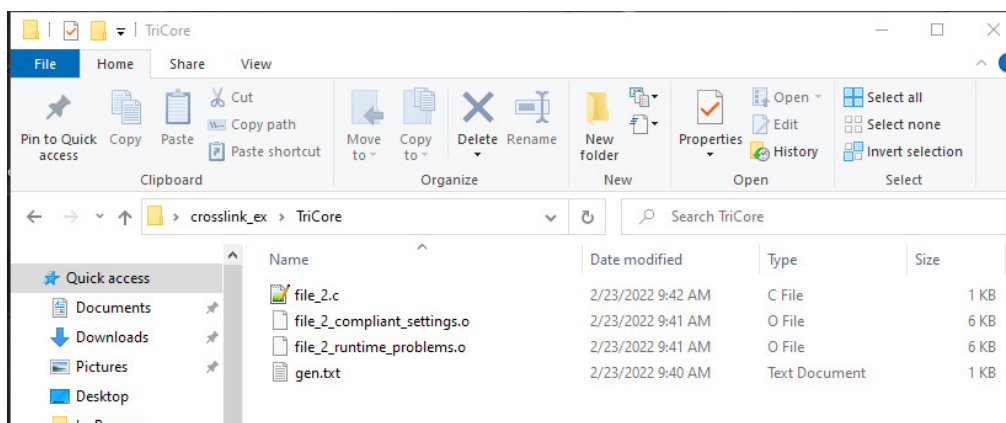 TriCore
File Home Share View
Pin to Quick access
Copy
Paste
Cut
Copy path
Paste shortcut
Clipboard
Move to
Copy to
Delete
Rename
Organize
New folder
New
Properties
Open
Edit
History
Open
Select all
Select none
Invert selection
Select
crosslink_ex > TriCore
Search TriCore
Quick access
Documents
Downloads
Pictures
Desktop
Name Date modified Type Size
file_2.c 2/23/2022 9:42 AM C File 1 KB
file_2_compliant_settings.o 2/23/2022 9:41 AM O File 6 KB
file_2_runtime_problems.o 2/23/2022 9:41 AM O File 6 KB
gen.txt 2/23/2022 9:40 AM Text Document 1 KB